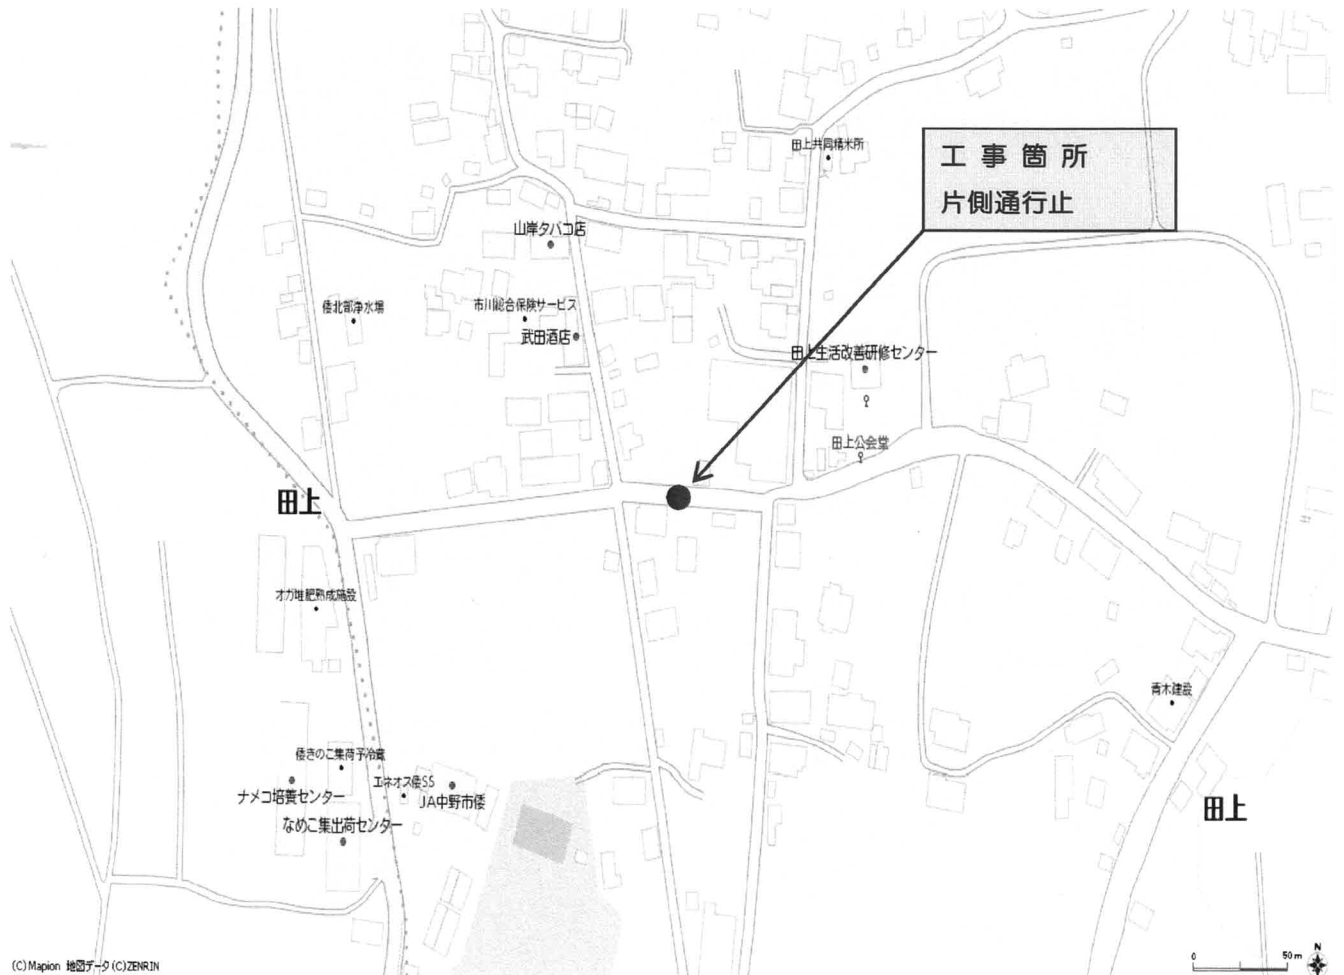 田上共同精米所
工事箇所
片側通行止
山岸タバコ店
倭北部浄水場
市川総合保険サービス
武田酒店
田上生活改善研修センター
田上公会堂
田上
オガ堆肥熟成施設
青木建設
倭きのこ集荷予冷蔵
エネオス倭SS
ナメコ培養センター
JA中野市倭
なめこ集出荷センター
田上
(C)Mapion 地図データ(C)ZENRIN
0 50m
N